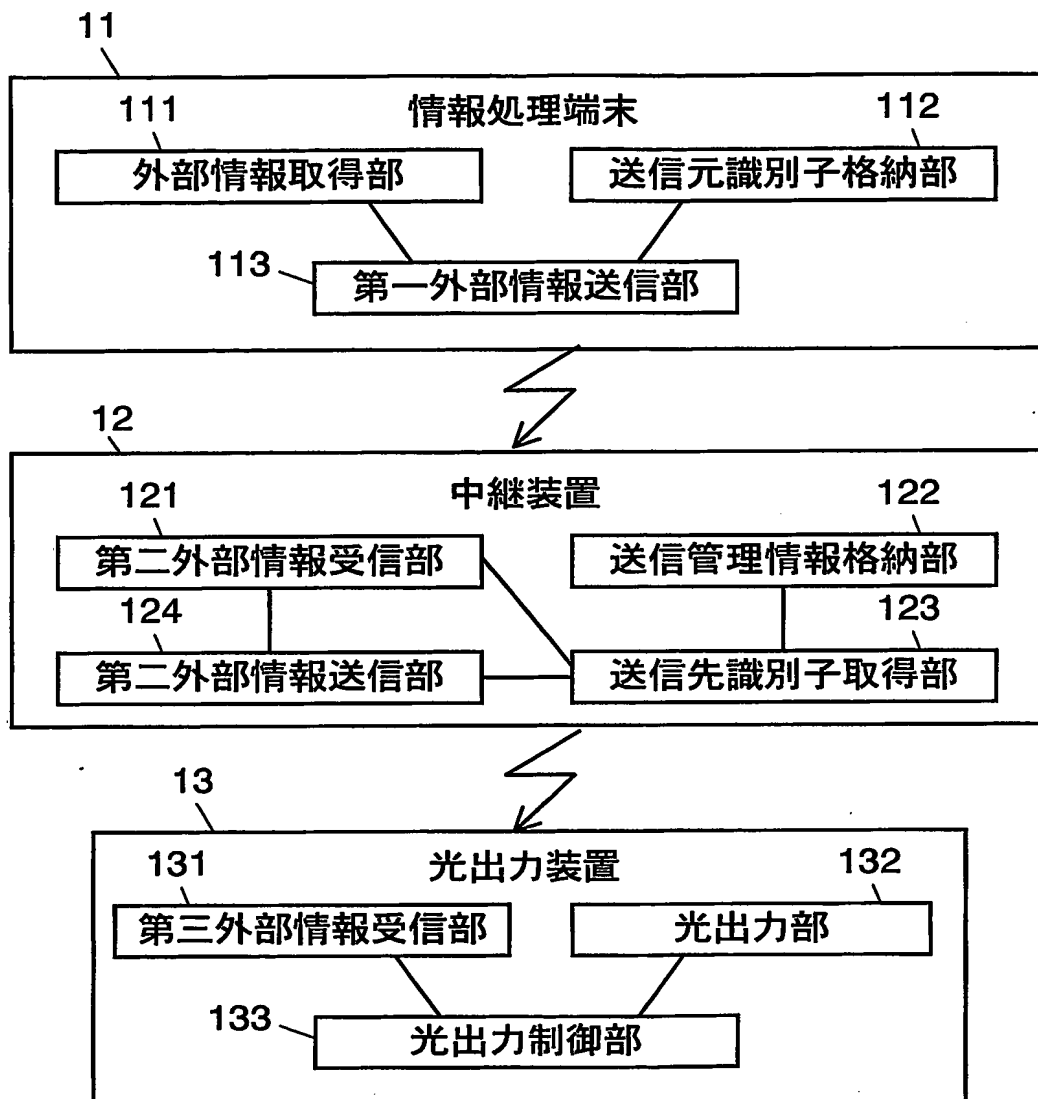 11
情報処理端末
111
112
外部情報取得部
送信元識別子格納部
113
第一外部情報送信部
12
中継装置
121
122
第二外部情報受信部
送信管理情報格納部
124
123
第二外部情報送信部
送信先識別子取得部
13
光出力装置
131
132
第三外部情報受信部
光出力部
133
光出力制御部